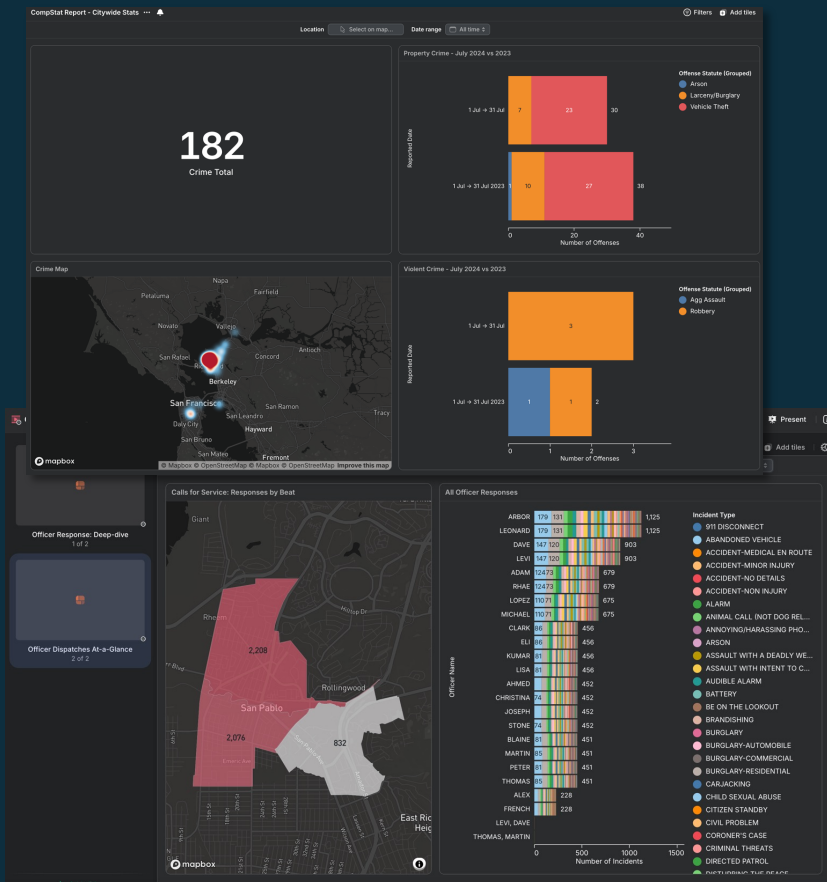 CompStat Report - Citywide Stats
Filters
Add tiles
Location
Select on map...
Date range
All time
182
Crime Total
Property Crime - July 2024 vs 2023
Offense Statute (Grouped)
Arson
Larceny/Burglary
Vehicle Theft
Reported Date
1 Jul → 31 Jul
7
23
30
1 Jul → 31 Jul 2023
1
10
27
38
0
20
40
Number of Offenses
Crime Map
Napa
Petaluma
Fairfield
Novato
Vallejo
San Rafael
Concord
Antioch
Berkeley
San Francisco
San Ramon
San Leandro
Tracy
Daly City
Hayward
San Bruno
San Mateo
Fremont
mapbox
© Mapbox © OpenStreetMap © Mapbox © OpenStreetMap Improve this map
Violent Crime - July 2024 vs 2023
Offense Statute (Grouped)
Agg Assault
Robbery
Reported Date
1 Jul → 31 Jul
3
1 Jul → 31 Jul 2023
1
1
2
0
1
2
3
Number of Offenses
Present
Add tiles
Officer Response: Deep-dive
1 of 2
Officer Dispatches At-a-Glance
2 of 2
Calls for Service: Responses by Beat
Giant
Hilltop Dr
2,208
Rollingwood
San Pablo
2,076
832
mapbox
All Officer Responses
Officer Name
ARBOR 179 131 1,125
LEONARD 179 131 1,125
DAVE 147 120 903
LEVI 147 120 903
ADAM 124 73 679
RHAE 124 73 679
LOPEZ 110 71 675
MICHAEL 110 71 675
CLARK 86 456
ELI 86 456
KUMAR 81 456
LISA 81 456
AHMED 452
CHRISTINA 74 452
JOSEPH 452
STONE 74 452
BLAINE 81 451
MARTIN 85 451
PETER 81 451
THOMAS 85 451
ALEX 228
FRENCH 228
LEVI, DAVE
THOMAS, MARTIN
0
500
1000
1500
Number of Incidents
Incident Type
911 DISCONNECT
ABANDONED VEHICLE
ACCIDENT-MEDICAL EN ROUTE
ACCIDENT-MINOR INJURY
ACCIDENT-NO DETAILS
ACCIDENT-NON INJURY
ALARM
ANIMAL CALL (NOT DOG REL...
ANNOYING/HARASSING PHO...
ARSON
ASSAULT WITH A DEADLY WE...
ASSAULT WITH INTENT TO C...
AUDIBLE ALARM
BATTERY
BE ON THE LOOKOUT
BRANDISHING
BURGLARY
BURGLARY-AUTOMOBILE
BURGLARY-COMMERCIAL
BURGLARY-RESIDENTIAL
CARJACKING
CHILD SEXUAL ABUSE
CITIZEN STANDBY
CIVIL PROBLEM
CORONER'S CASE
CRIMINAL THREATS
DIRECTED PATROL
DISTURBING THE PEACE